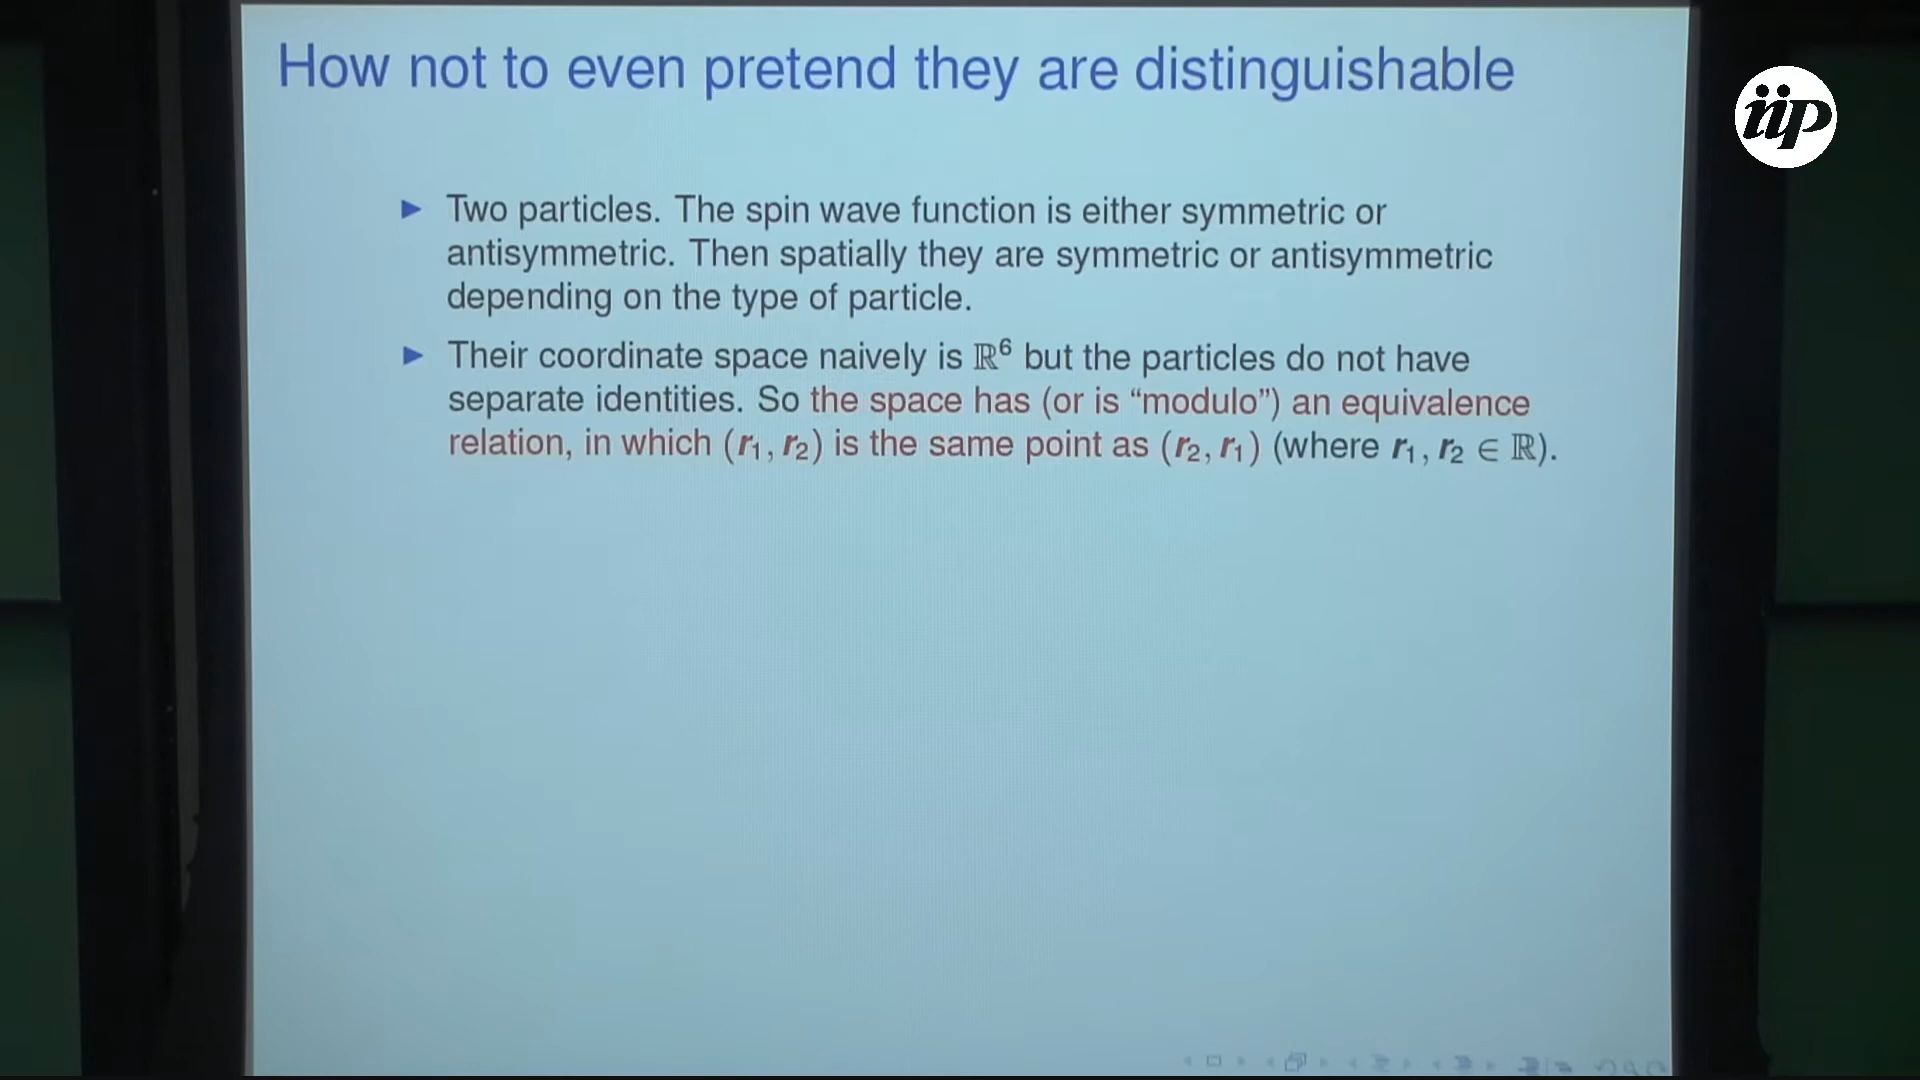 How not to even pretend they are distinguishable
iip
▶ Two particles. The spin wave function is either symmetric or
antisymmetric. Then spatially they are symmetric or antisymmetric
depending on the type of particle.
▶ Their coordinate space naively is ℝ⁶ but the particles do not have
separate identities. So the space has (or is “modulo”) an equivalence
relation, in which (r₁, r₂) is the same point as (r₂, r₁) (where r₁, r₂ ∈ ℝ).